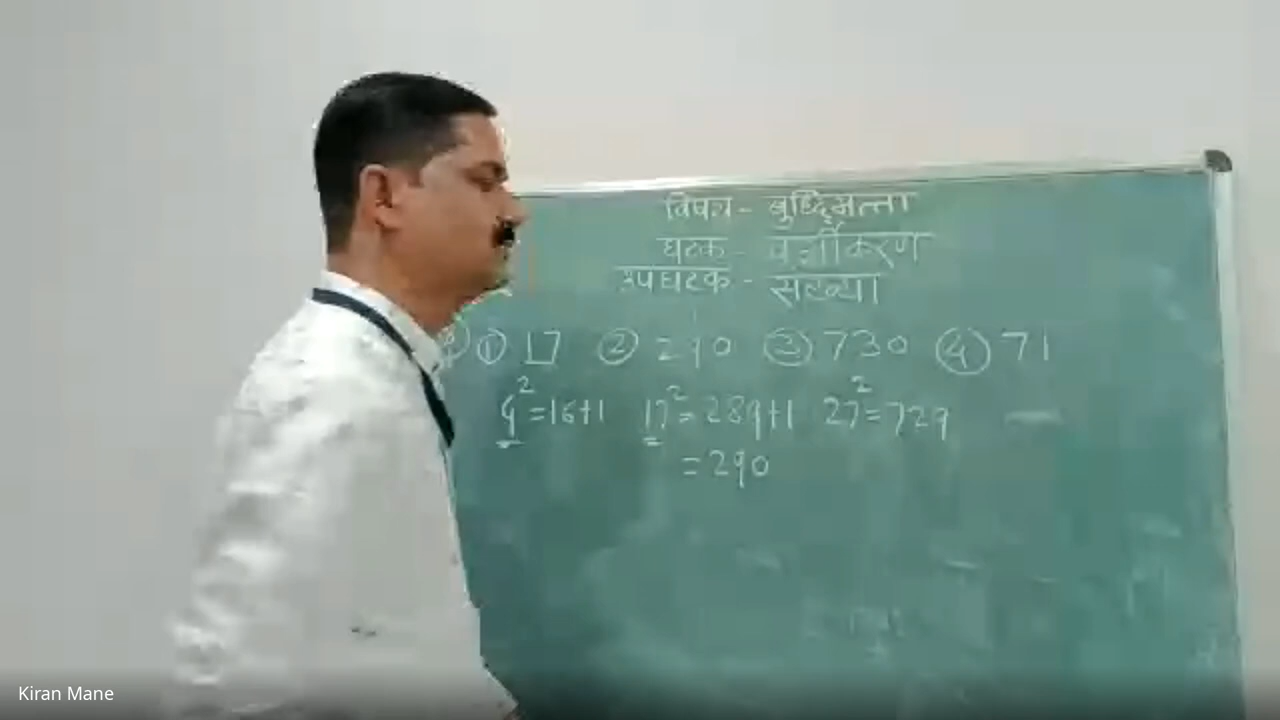 विषय - बुध्दिमत्ता
घटक - वर्गीकरण
उपघटक - संख्या
① 17 ② 290 ③ 730 ④ 71
4² = 16+1 17² = 289+1 27² = 729
= 290
Kiran Mane